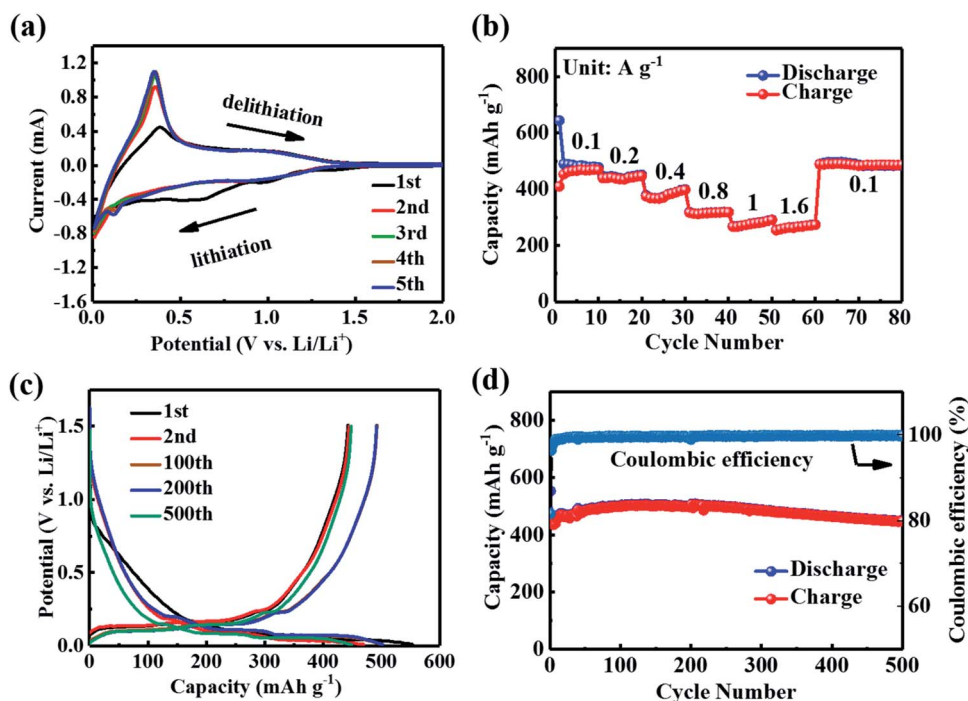 (a)
1.2
0.8
0.4
0.0
-0.4
-0.8
-1.2
-1.6
Current (mA)
delithiation
lithiation
1st
2nd
3rd
4th
5th
0.0 0.5 1.0 1.5 2.0
Potential (V vs. Li/Li⁺)
(b)
800
600
400
200
0
Capacity (mAh g⁻¹)
Unit: A g⁻¹
Discharge
Charge
0.1
0.2
0.4
0.8
1
1.6
0.1
0 10 20 30 40 50 60 70 80
Cycle Number
(c)
1.5
1.0
0.5
0.0
Potential (V vs. Li/Li⁺)
1st
2nd
100th
200th
500th
0 100 200 300 400 500 600
Capacity (mAh g⁻¹)
(d)
800
600
400
200
0
Capacity (mAh g⁻¹)
Coulombic efficiency
Discharge
Charge
100
80
60
Coulombic efficiency (%)
0 100 200 300 400 500
Cycle Number